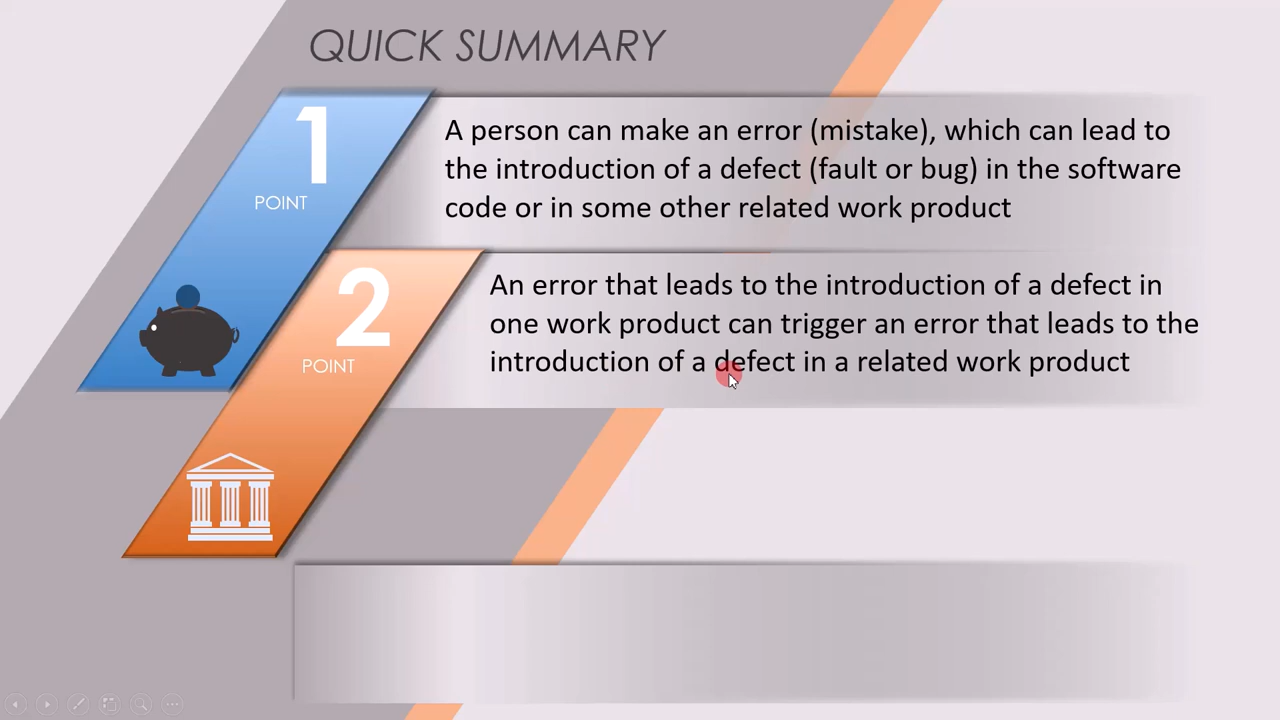 QUICK SUMMARY
1
POINT
A person can make an error (mistake), which can lead to
the introduction of a defect (fault or bug) in the software
code or in some other related work product
2
POINT
An error that leads to the introduction of a defect in
one work product can trigger an error that leads to the
introduction of a defect in a related work product